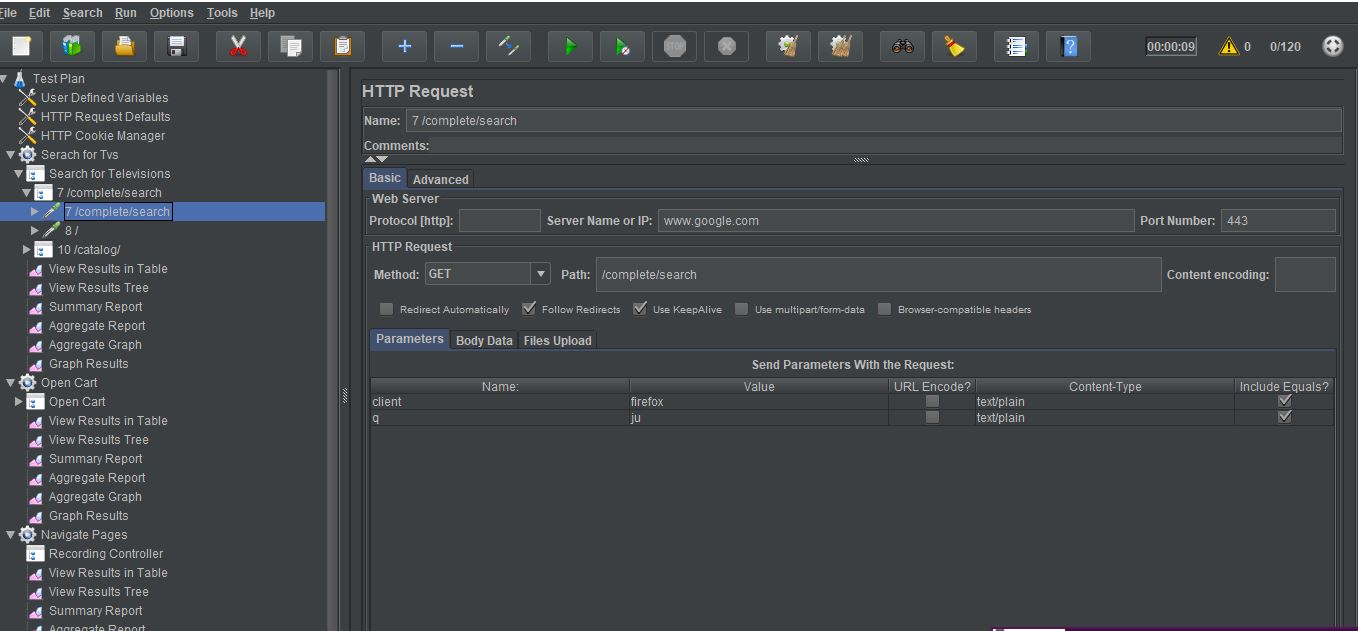 File Edit Search Run Options Tools Help
STOP 00:00:09 0 0/120
Test Plan
User Defined Variables
HTTP Request Defaults
HTTP Cookie Manager
Serach for Tvs
Search for Televisions
7 /complete/search
7 /complete/search
8 /
10 /catalog/
View Results in Table
View Results Tree
Summary Report
Aggregate Report
Aggregate Graph
Graph Results
Open Cart
Open Cart
View Results in Table
View Results Tree
Summary Report
Aggregate Report
Aggregate Graph
Graph Results
Navigate Pages
Recording Controller
View Results in Table
View Results Tree
Summary Report
Aggregate Report
HTTP Request
Name: 7 /complete/search
Comments:
Basic Advanced
Web Server
Protocol [http]: Server Name or IP: www.google.com Port Number: 443
HTTP Request
Method: GET Path: /complete/search Content encoding:
Redirect Automatically Follow Redirects Use KeepAlive Use multipart/form-data Browser-compatible headers
Parameters Body Data Files Upload
Send Parameters With the Request:
Name: Value URL Encode? Content-Type Include Equals?
client firefox text/plain
q ju text/plain